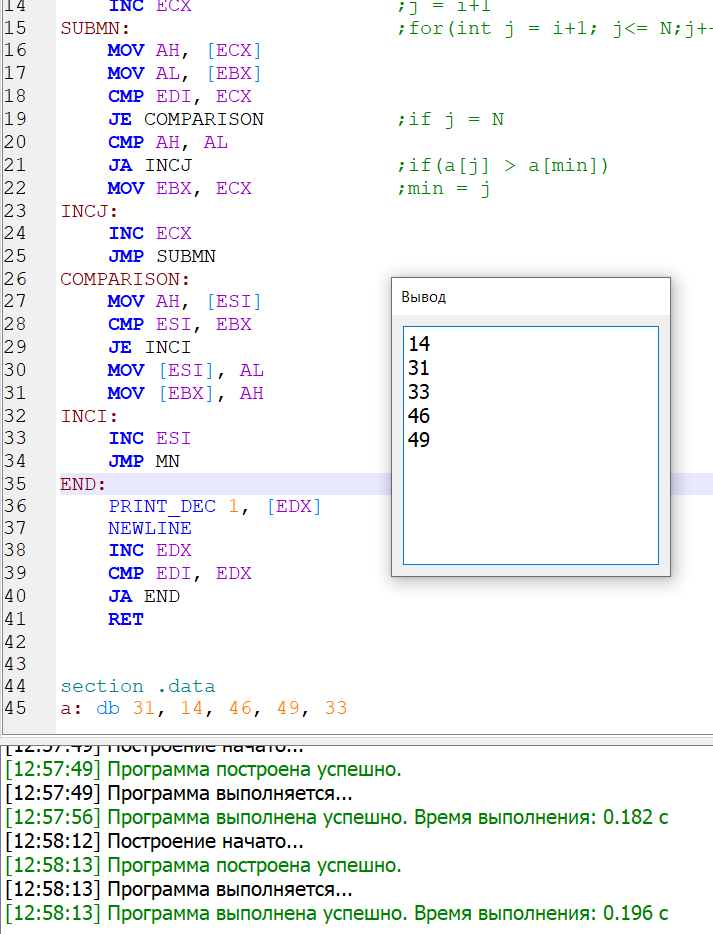 14 INC ECX ;j = i+1
15 SUBMN: ;for(int j = i+1; j<= N;j+
16 MOV AH, [ECX]
17 MOV AL, [EBX]
18 CMP EDI, ECX
19 JE COMPARISON ;if j = N
20 CMP AH, AL
21 JA INCJ ;if(a[j] > a[min])
22 MOV EBX, ECX ;min = j
23 INCJ:
24 INC ECX
25 JMP SUBMN
26 COMPARISON:
27 MOV AH, [ESI]
28 CMP ESI, EBX
29 JE INCI
30 MOV [ESI], AL
31 MOV [EBX], AH
32 INCI:
33 INC ESI
34 JMP MN
35 END:
36 PRINT_DEC 1, [EDX]
37 NEWLINE
38 INC EDX
39 CMP EDI, EDX
40 JA END
41 RET
42
43
44 section .data
45 a: db 31, 14, 46, 49, 33
Вывод
14
31
33
46
49
[12:57:49] Построение начато...
[12:57:49] Программа построена успешно.
[12:57:49] Программа выполняется...
[12:57:56] Программа выполнена успешно. Время выполнения: 0.182 с
[12:58:12] Построение начато...
[12:58:13] Программа построена успешно.
[12:58:13] Программа выполняется...
[12:58:13] Программа выполнена успешно. Время выполнения: 0.196 с